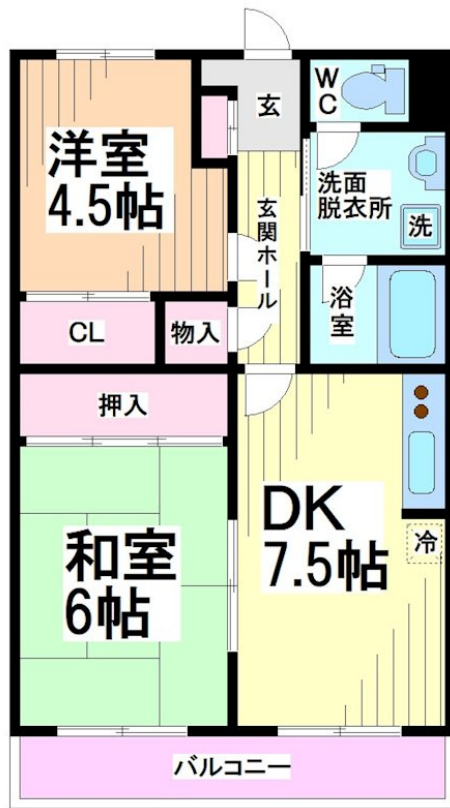 玄
WC
洋室
4.5帖
洗面
脱衣所
洗
玄関ホール
浴室
CL
物入
押入
和室
6帖
DK
7.5帖
冷
バルコニー